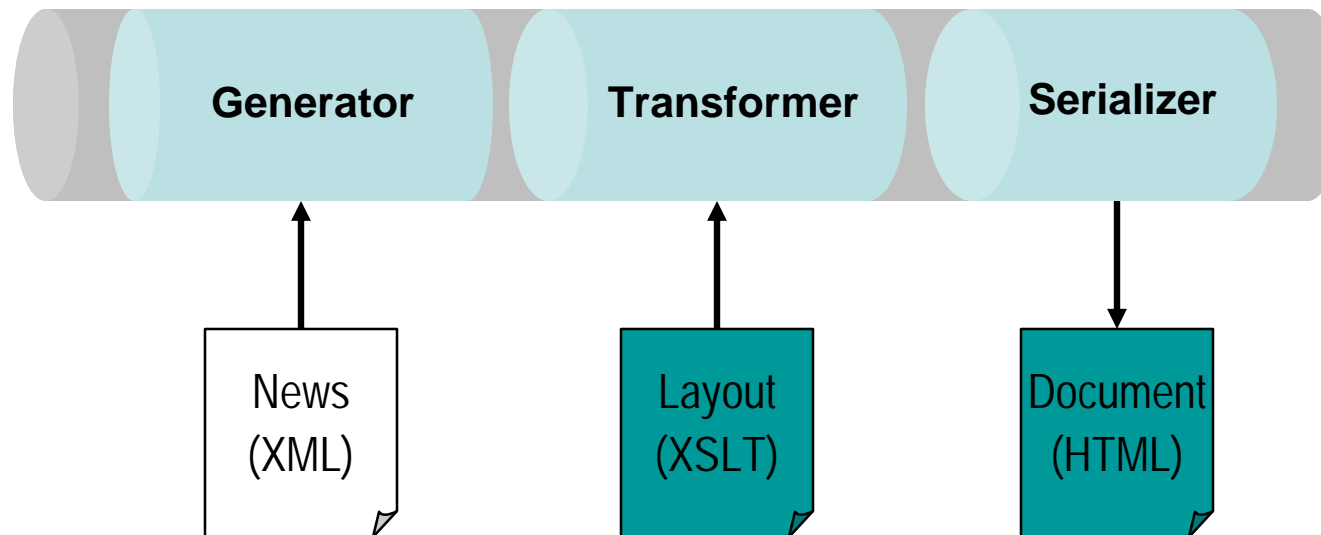 Generator
Transformer
Serializer
News
(XML)
Layout
(XSLT)
Document
(HTML)